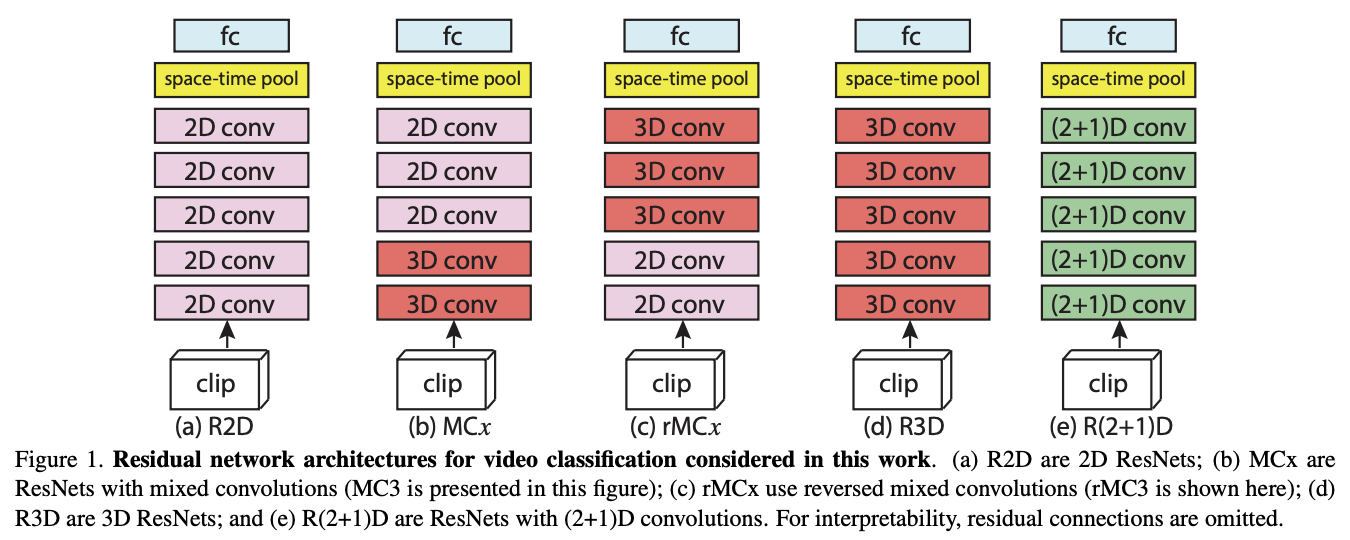 fc fc fc fc fc
space-time pool space-time pool space-time pool space-time pool space-time pool
2D conv 2D conv 3D conv 3D conv (2+1)D conv
2D conv 2D conv 3D conv 3D conv (2+1)D conv
2D conv 2D conv 3D conv 3D conv (2+1)D conv
2D conv 3D conv 2D conv 3D conv (2+1)D conv
2D conv 3D conv 2D conv 3D conv (2+1)D conv
clip clip clip clip clip
(a) R2D (b) MCx (c) rMCx (d) R3D (e) R(2+1)D
Figure 1. Residual network architectures for video classification considered in this work. (a) R2D are 2D ResNets; (b) MCx are
ResNets with mixed convolutions (MC3 is presented in this figure); (c) rMCx use reversed mixed convolutions (rMC3 is shown here); (d)
R3D are 3D ResNets; and (e) R(2+1)D are ResNets with (2+1)D convolutions. For interpretability, residual connections are omitted.